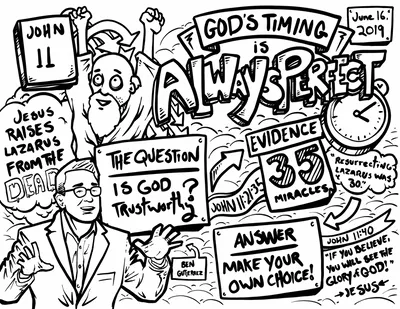 JOHN
11
GOD'S TIMING
is
ALWAYS PERFECT.
June 16.
2019
JESUS
RAISES
LAZARUS
FROM THE
DEAD
THE QUESTION
IS GOD
TRUSTWORTHY?
EVIDENCE
35
MIRACLES
JOHN 11:21-35
"RESURRECTING
LAZARUS WAS
30."
BEN
GUTIERREZ
ANSWER
MAKE YOUR
OWN CHOICE!
JOHN 11:40
"IF YOU BELIEVE,
YOU WILL SEE THE
GLORY of GOD!"
JESUS